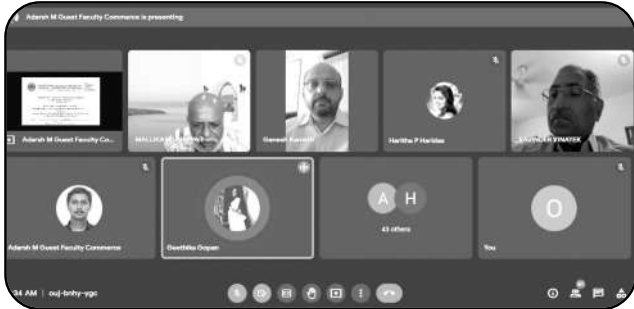 Adarsh M Guest Faculty Commerce is presenting
Adarsh M Guest Faculty Co...
Ganesh
Haritha P Haridas
VINAYEK
Adarsh M Guest Faculty Commerce
Geethika Gopan
A H
43 others
O
You
:34 AM | ouj-bnhy-ygc